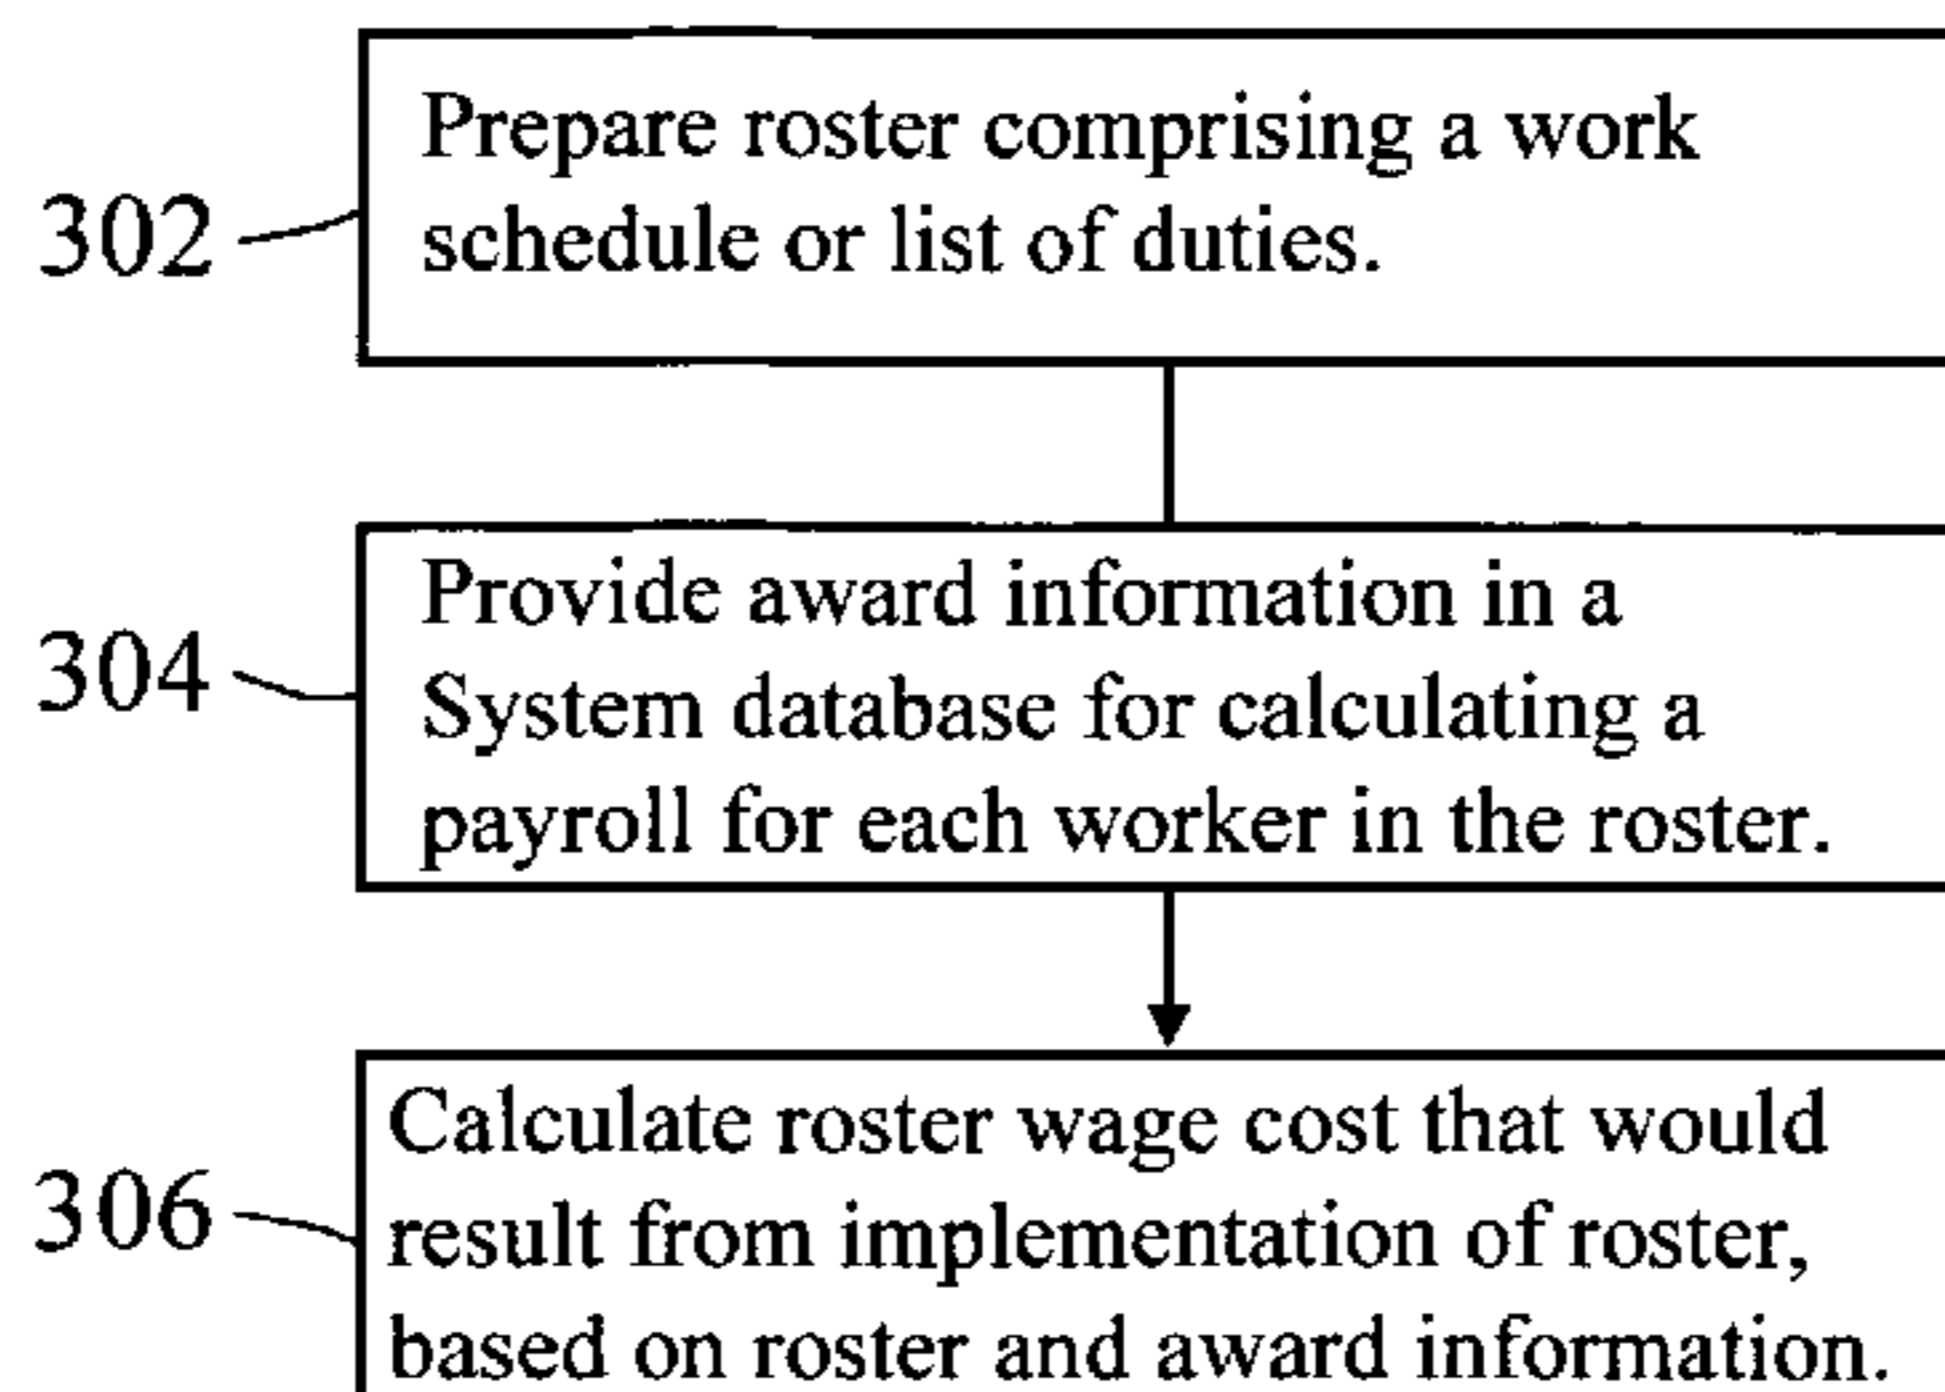 302
Prepare roster comprising a work
schedule or list of duties.
304
Provide award information in a
System database for calculating a
payroll for each worker in the roster.
306
Calculate roster wage cost that would
result from implementation of roster,
based on roster and award information.